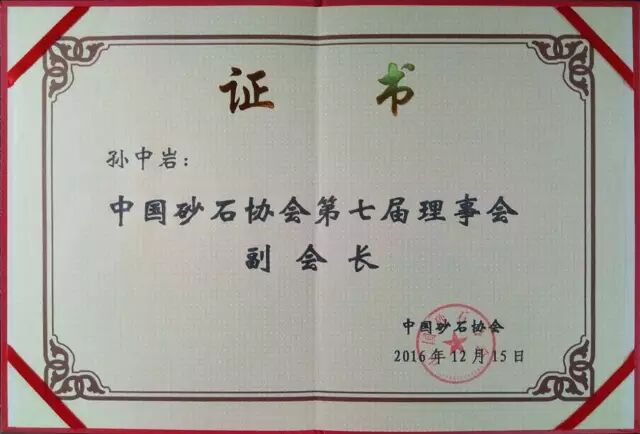 证 书
孙中岩：
中国砂石协会第七届理事会
副会长
中国砂石协会
2016年12月15日